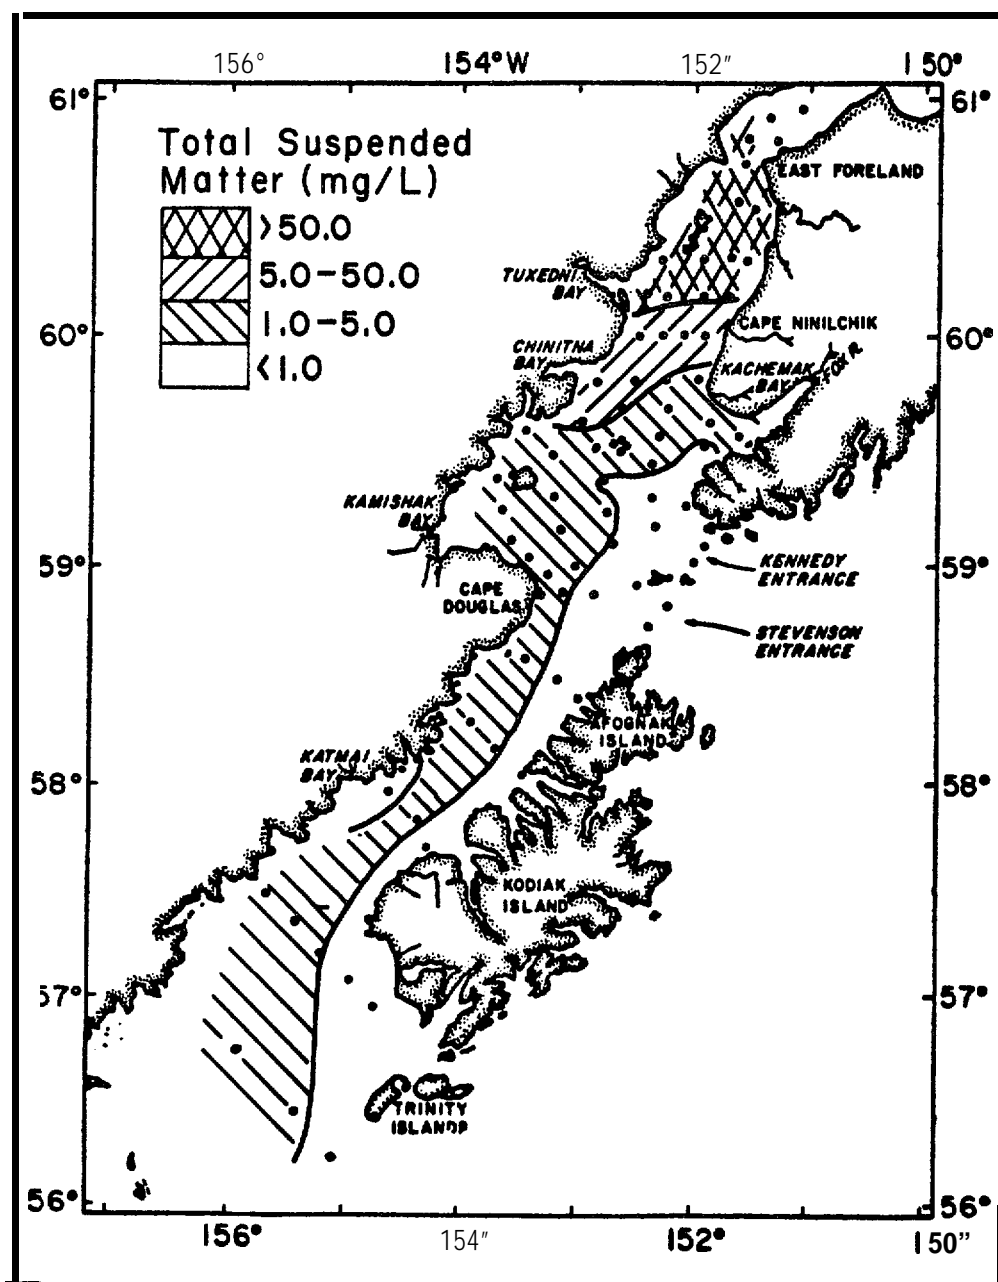 156° 154°W 152" 150°
61° 61°
Total Suspended
Matter (mg/L)
>50.0
5.0-50.0
1.0-5.0
<1.0
EAST FORELAND
TUXEDNI
BAY
CAPE NINILCHIK
60° 60°
CHINITNA
BAY
KACHEMAK
BAY
FOX R.
KAMISHAK
BAY
59° 59°
KENNEDY
ENTRANCE
CAPE
DOUGLAS
STEVENSON
ENTRANCE
AFOGNAK
ISLAND
KATMAI
BAY
58° 58°
KODIAK
ISLAND
57° 57°
TRINITY
ISLANDS
56° 56°
156° 154" 152° 150"